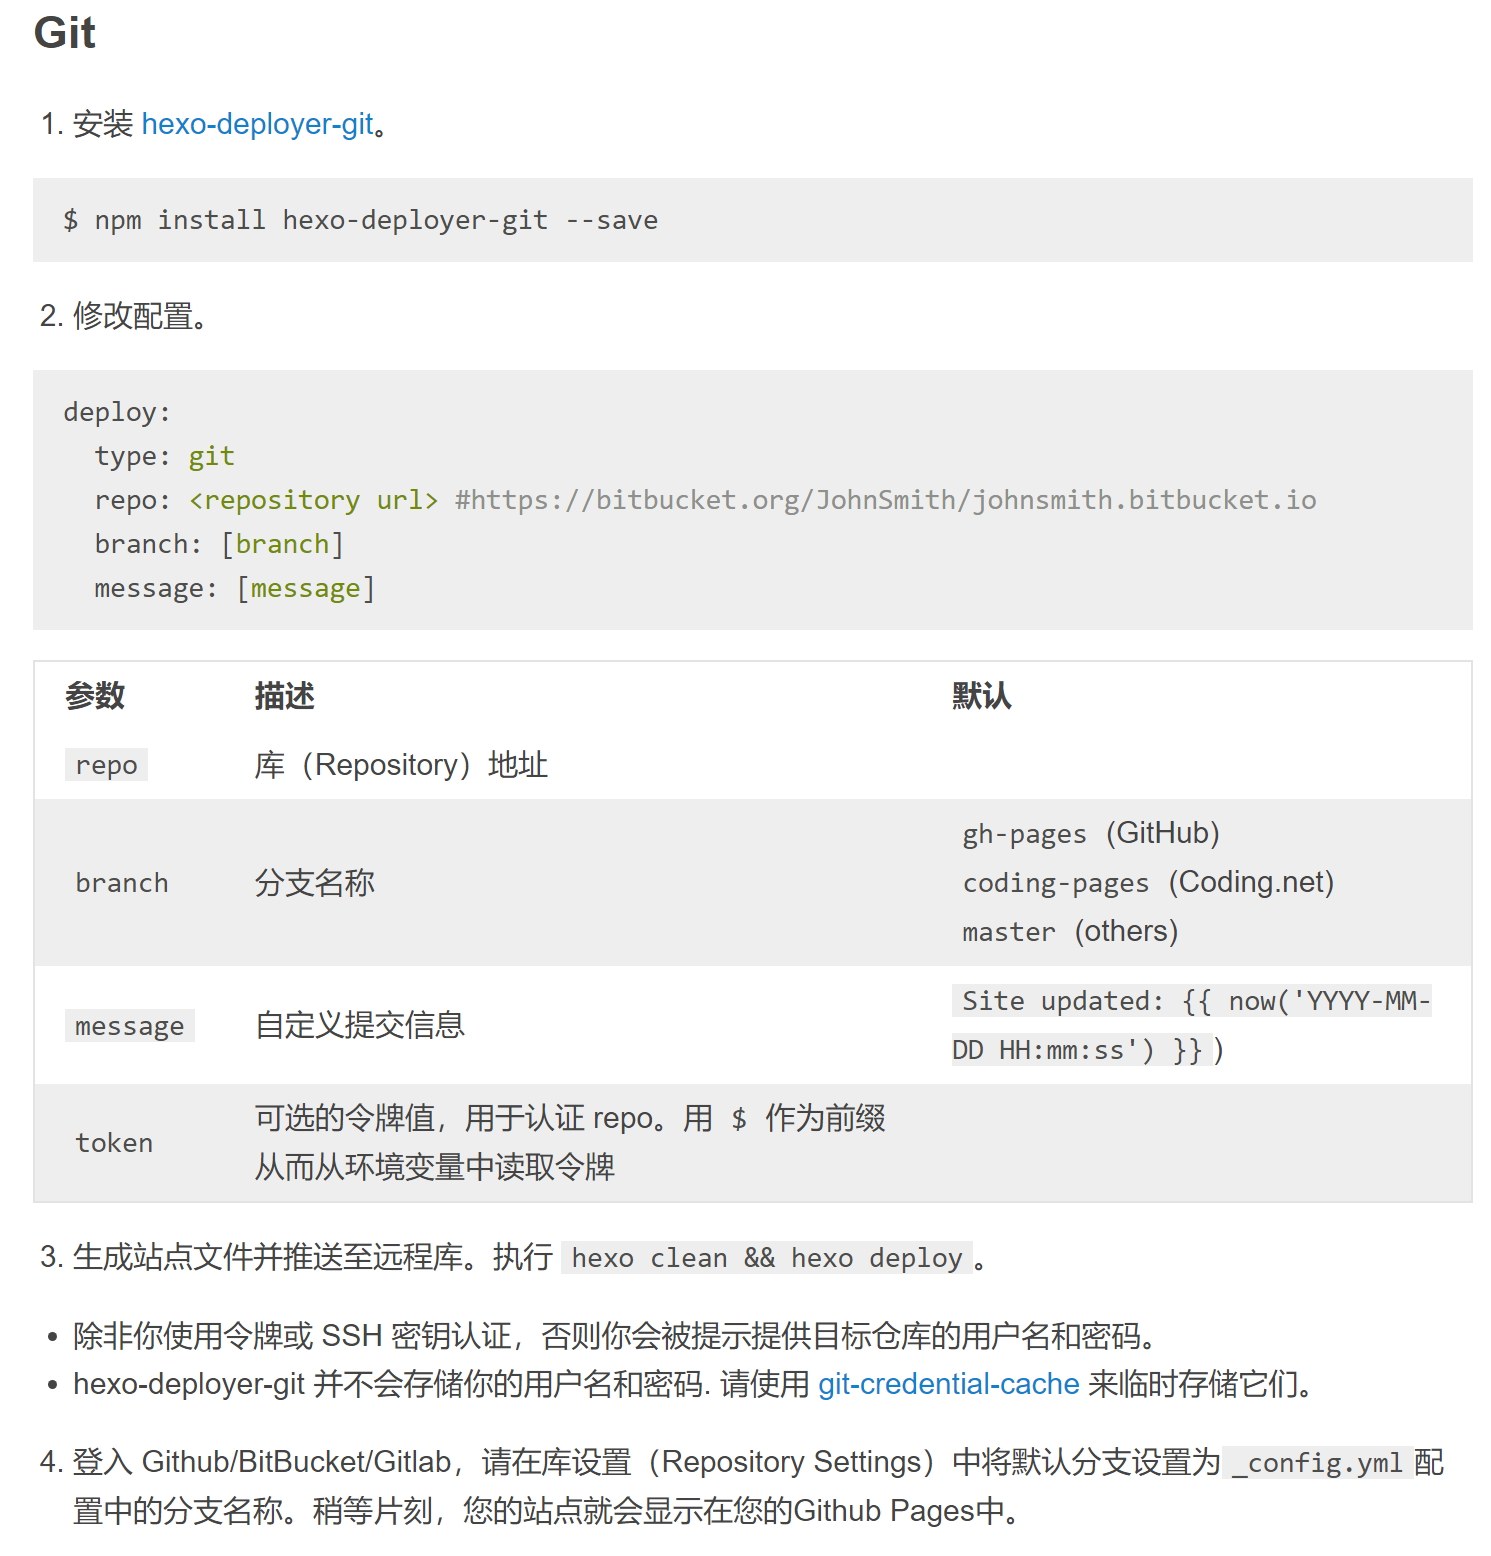 Git
1. 安装 hexo-deployer-git。
$ npm install hexo-deployer-git --save
2. 修改配置。
deploy:
  type: git
  repo: <repository url> #https://bitbucket.org/JohnSmith/johnsmith.bitbucket.io
  branch: [branch]
  message: [message]
参数 描述 默认
repo 库（Repository）地址
gh-pages (GitHub)
branch 分支名称 coding-pages (Coding.net)
master (others)
message 自定义提交信息 Site updated: {{ now('YYYY-MM-
DD HH:mm:ss') }})
token 可选的令牌值，用于认证 repo。用 $ 作为前缀
从而从环境变量中读取令牌
3. 生成站点文件并推送至远程库。执行 hexo clean && hexo deploy。
• 除非你使用令牌或 SSH 密钥认证，否则你会被提示提供目标仓库的用户名和密码。
• hexo-deployer-git 并不会存储你的用户名和密码. 请使用 git-credential-cache 来临时存储它们。
4. 登入 Github/BitBucket/Gitlab，请在库设置（Repository Settings）中将默认分支设置为 _config.yml 配
置中的分支名称。稍等片刻，您的站点就会显示在您的Github Pages中。